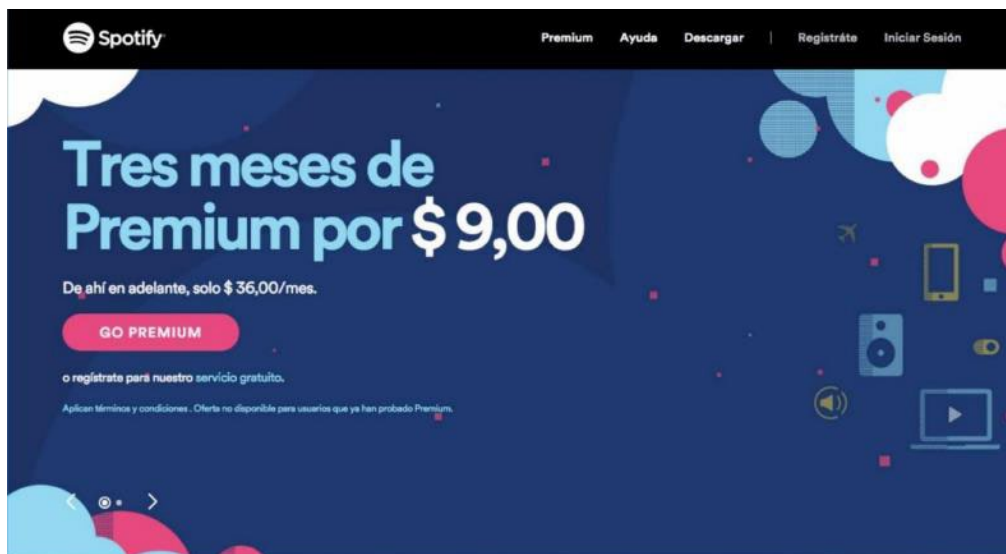 Spotify
Premium Ayuda Descargar | Regístrate Iniciar Sesión
Tres meses de
Premium por $ 9,00
De ahí en adelante, solo $ 36,00/mes.
GO PREMIUM
o regístrate para nuestro servicio gratuito.
Aplican términos y condiciones . Oferta no disponible para usuarios que ya han probado Premium.